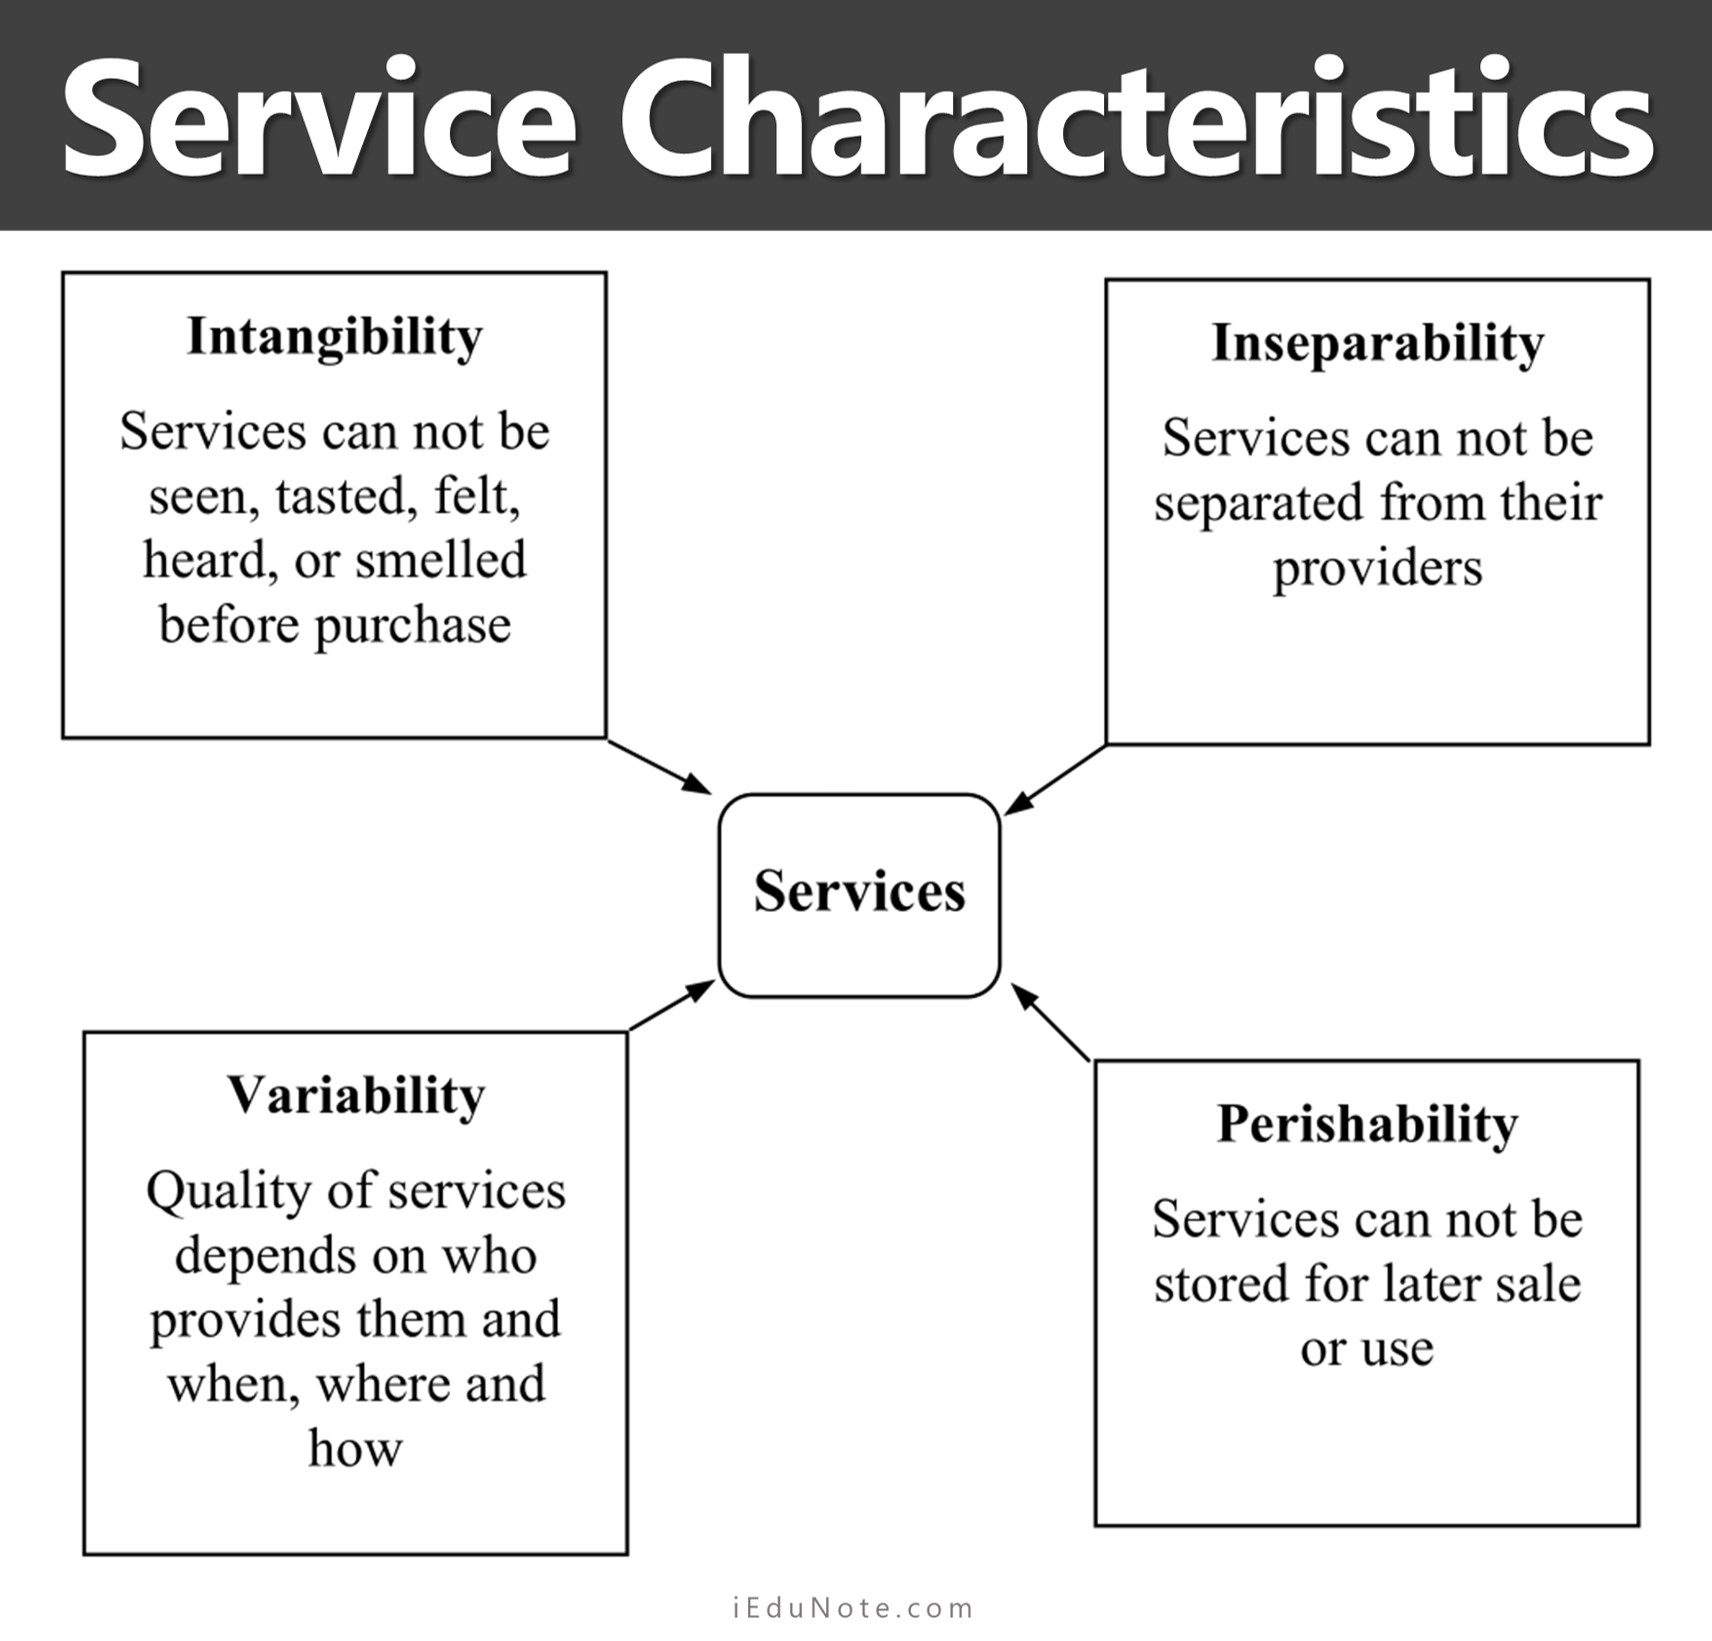 Service Characteristics
Intangibility
Services can not be
seen, tasted, felt,
heard, or smelled
before purchase
Inseparability
Services can not be
separated from their
providers
Services
Variability
Quality of services
depends on who
provides them and
when, where and
how
Perishability
Services can not be
stored for later sale
or use
iEduNote.com